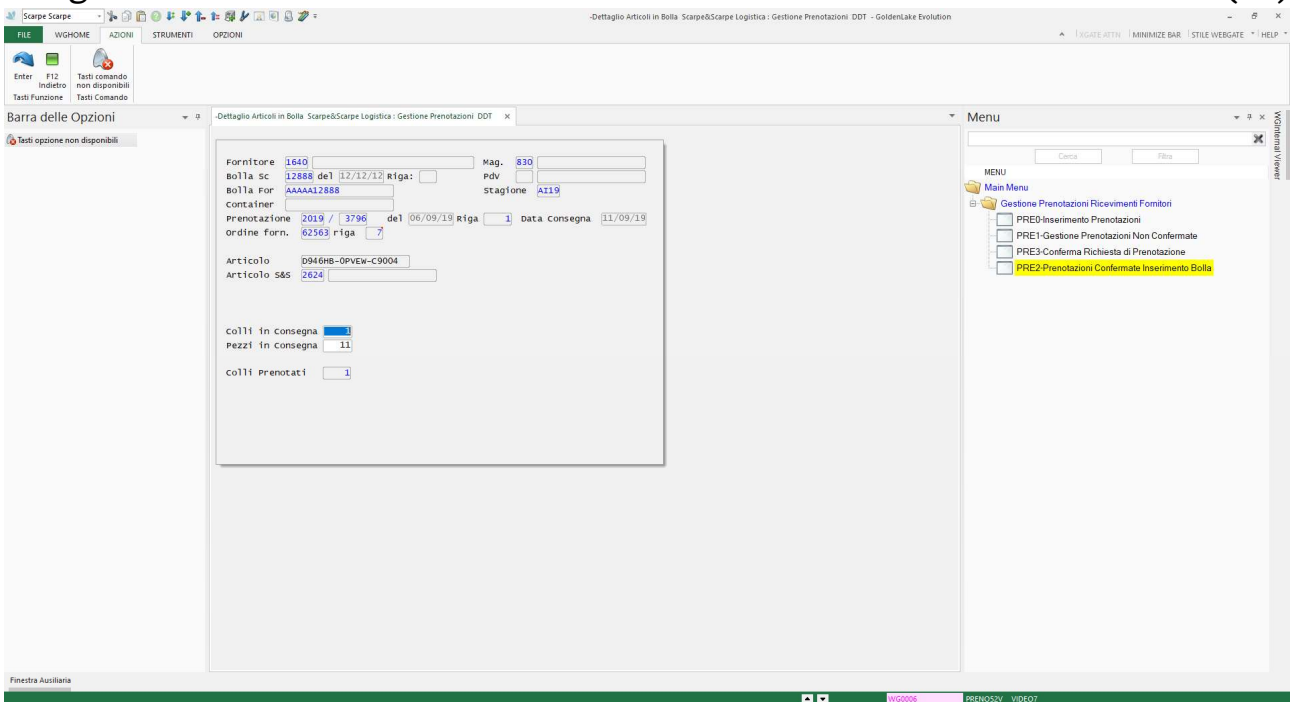 Scarpe Scarpe
-Dettaglio Articoli in Bolla Scarpe&Scarpe Logistica : Gestione Prenotazioni DDT - GoldenLake Evolution
FILE WGHOME AZIONI STRUMENTI OPZIONI
XGATE ATTN MINIMIZE BAR STILE WEBGATE HELP
Enter F12 Indietro Tasti comando non disponibili
Tasti Funzione Tasti Comando
Barra delle Opzioni
Tasti opzione non disponibili
-Dettaglio Articoli in Bolla Scarpe&Scarpe Logistica : Gestione Prenotazioni DDT x
Fornitore 1640 Mag. 830
Bolla Sc 12888 del 12/12/12 Riga: PdV
Bolla For AAAAA12888 Stagione AI19
Container
Prenotazione 2019 / 3796 del 06/09/19 Riga 1 Data Consegna 11/09/19
Ordine forn. 62563 riga 7
Articolo D946HB-OPVEW-C9004
Articolo S&S 2624
Colli in Consegna 1
Pezzi in Consegna 11
Colli Prenotati 1
Menu
Cerca Filtra
MENU
Main Menu
Gestione Prenotazioni Ricevimenti Fornitori
PRE0-Inserimento Prenotazioni
PRE1-Gestione Prenotazioni Non Confermate
PRE3-Conferma Richiesta di Prenotazione
PRE2-Prenotazioni Confermate Inserimento Bolla
WGInternal Viewer
Finestra Ausiliaria
WG0006 PRENOS2V VIDEO7